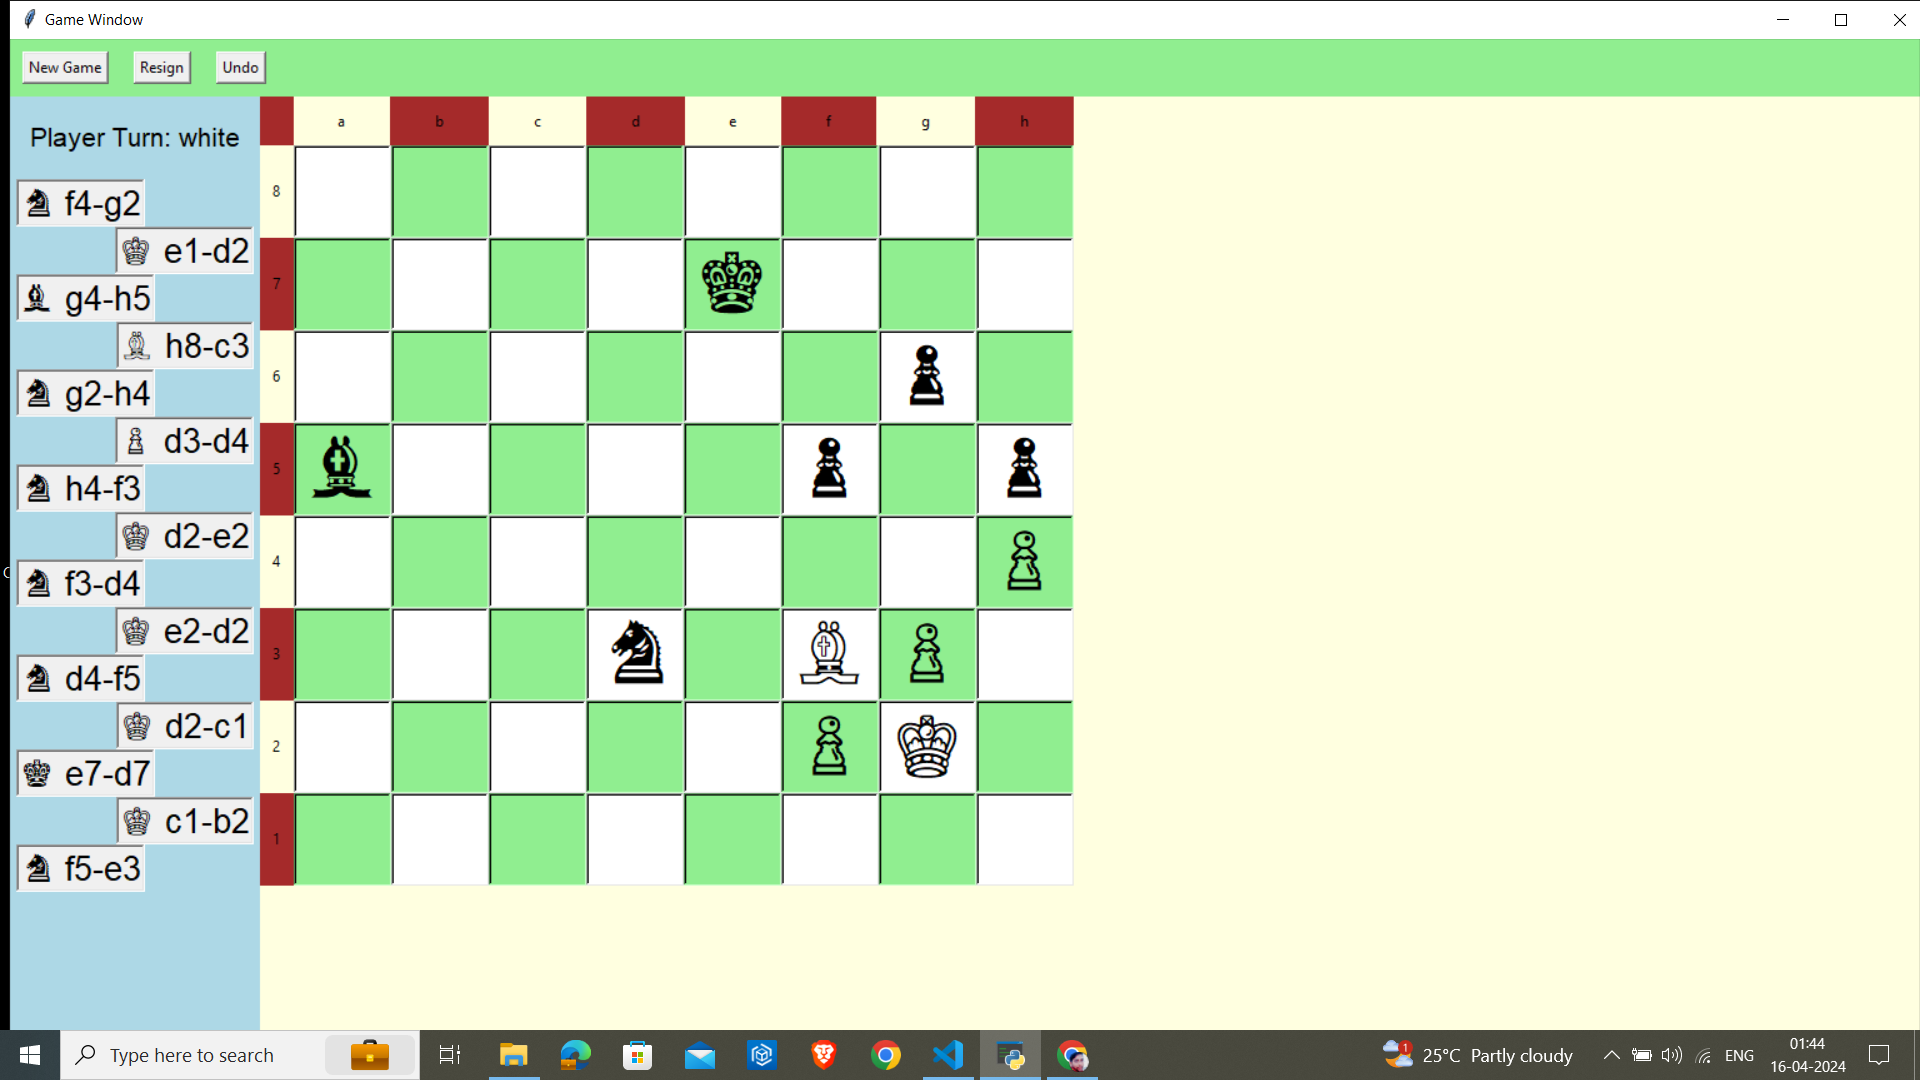 Game Window
New Game Resign Undo
Player Turn: white
f4-g2
e1-d2
g4-h5
h8-c3
g2-h4
d3-d4
h4-f3
d2-e2
f3-d4
e2-d2
d4-f5
d2-c1
e7-d7
c1-b2
f5-e3
a b c d e f g h
8
7
6
5
4
3
2
1
Type here to search
1
25°C Partly cloudy
ENG
01:44
16-04-2024